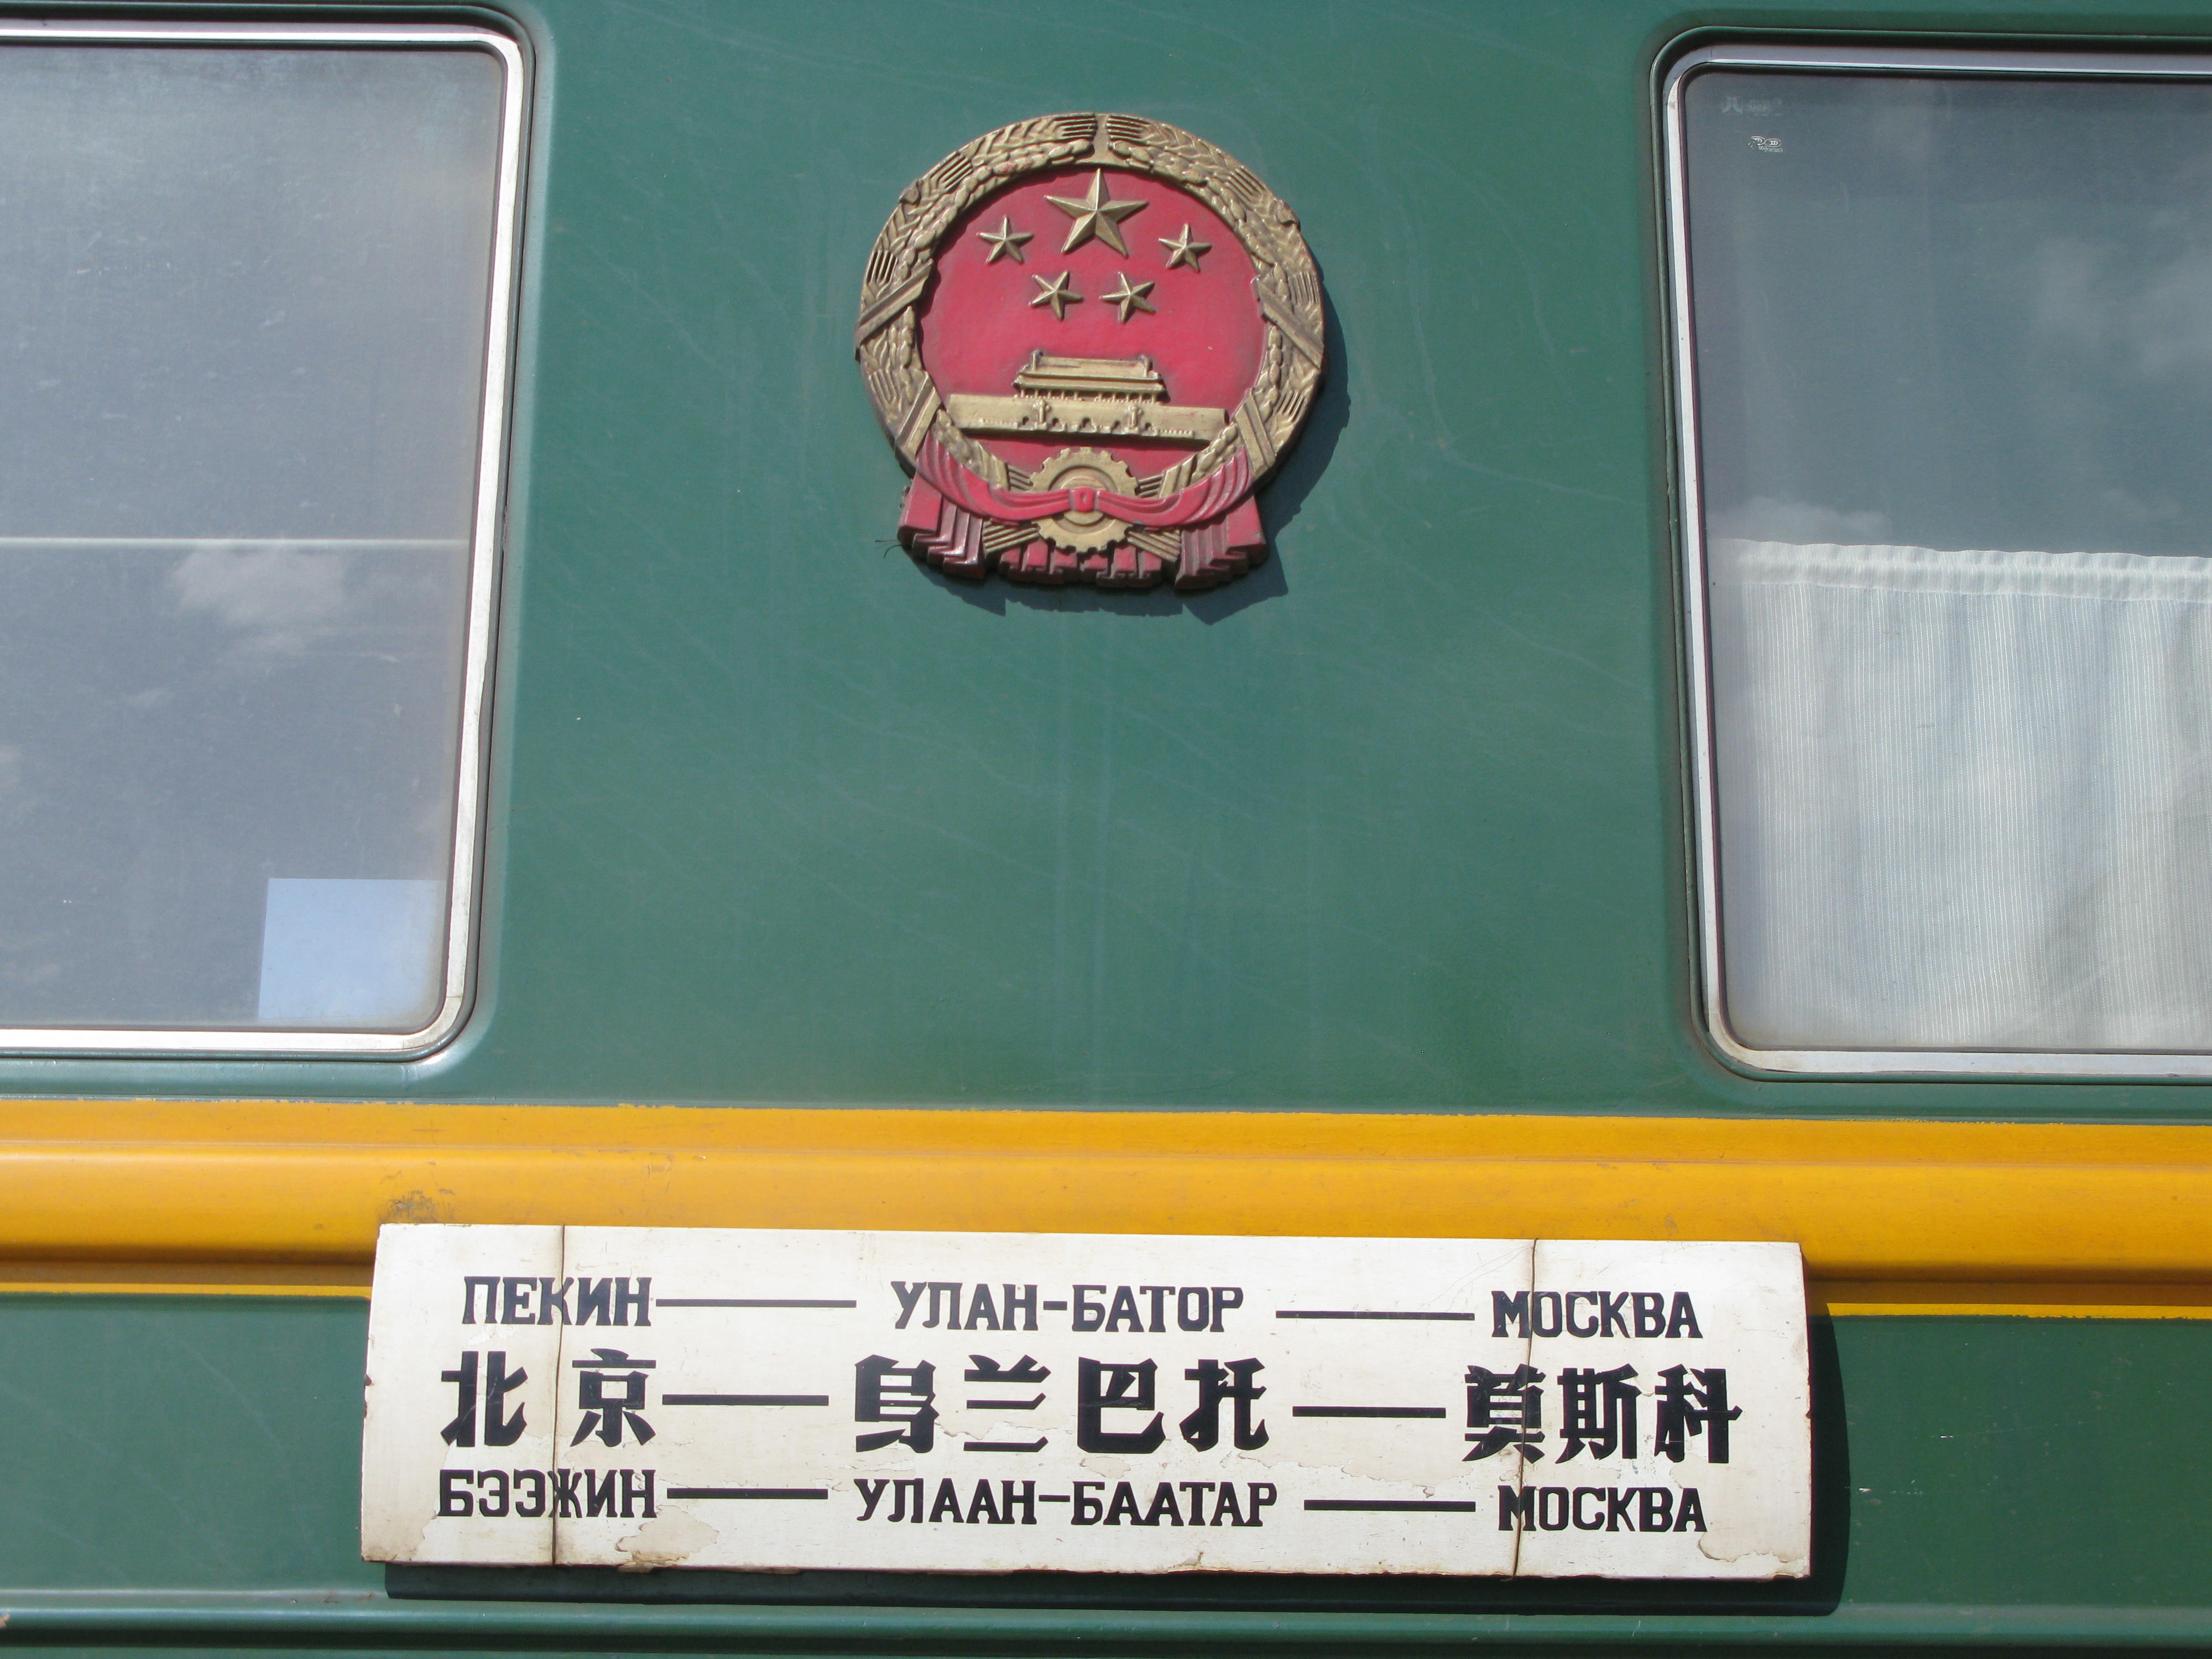 ПЕКИН — УЛАН-БАТОР — МОСКВА
北京 — 乌兰巴托 — 莫斯科
БЭЭЖИН — УЛААН-БААТАР — МОСКВА